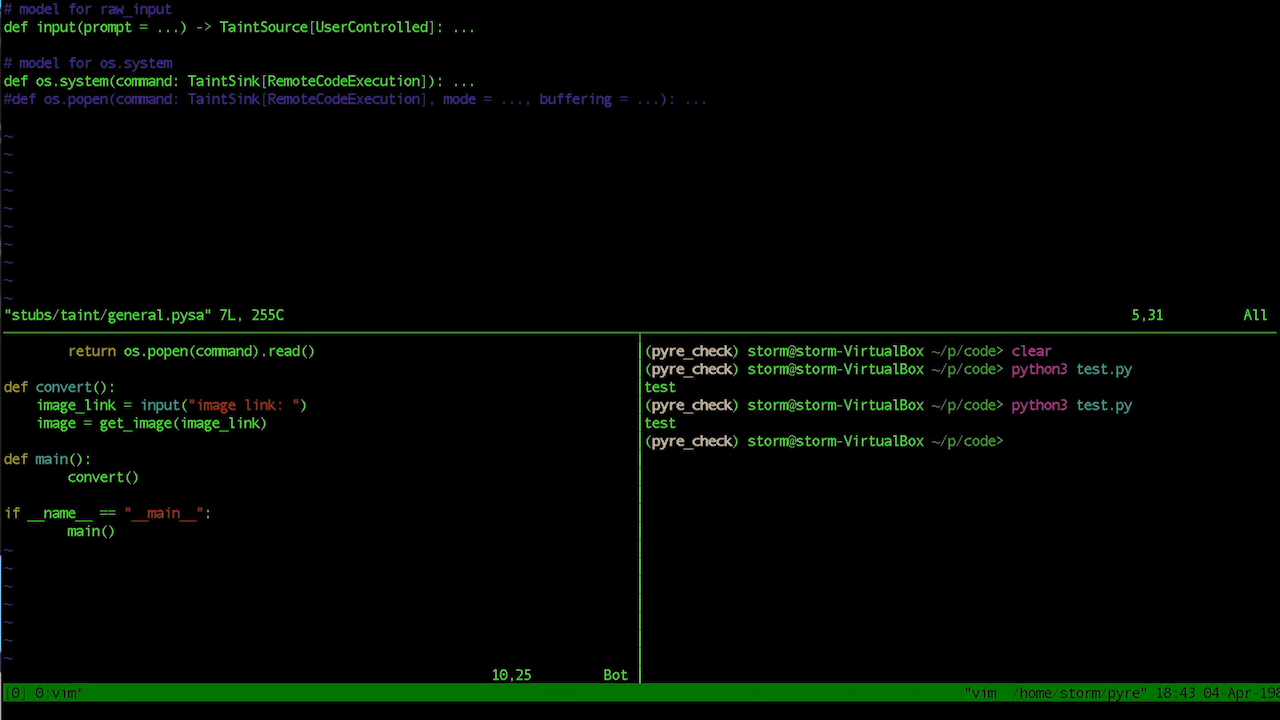 # model for raw_input
def input(prompt = ...) -> TaintSource[UserControlled]: ...
# model for os.system
def os.system(command: TaintSink[RemoteCodeExecution]): ...
#def os.popen(command: TaintSink[RemoteCodeExecution], mode = ..., buffering = ...): ...
~
~
~
~
~
~
~
~
~
~
"stubs/taint/general.pysa" 7L, 255C 5,31 All
return os.popen(command).read()
def convert():
image_link = input("image link: ")
image = get_image(image_link)
def main():
convert()
if __name__ == "__main__":
main()
~
~
~
~
~
~
~
10,25 Bot
(pyre_check) storm@storm-VirtualBox ~/p/code> clear
(pyre_check) storm@storm-VirtualBox ~/p/code> python3 test.py
test
(pyre_check) storm@storm-VirtualBox ~/p/code> python3 test.py
test
(pyre_check) storm@storm-VirtualBox ~/p/code>
[0] 0:vim* "vim /home/storm/pyre" 18:43 04-Apr-198